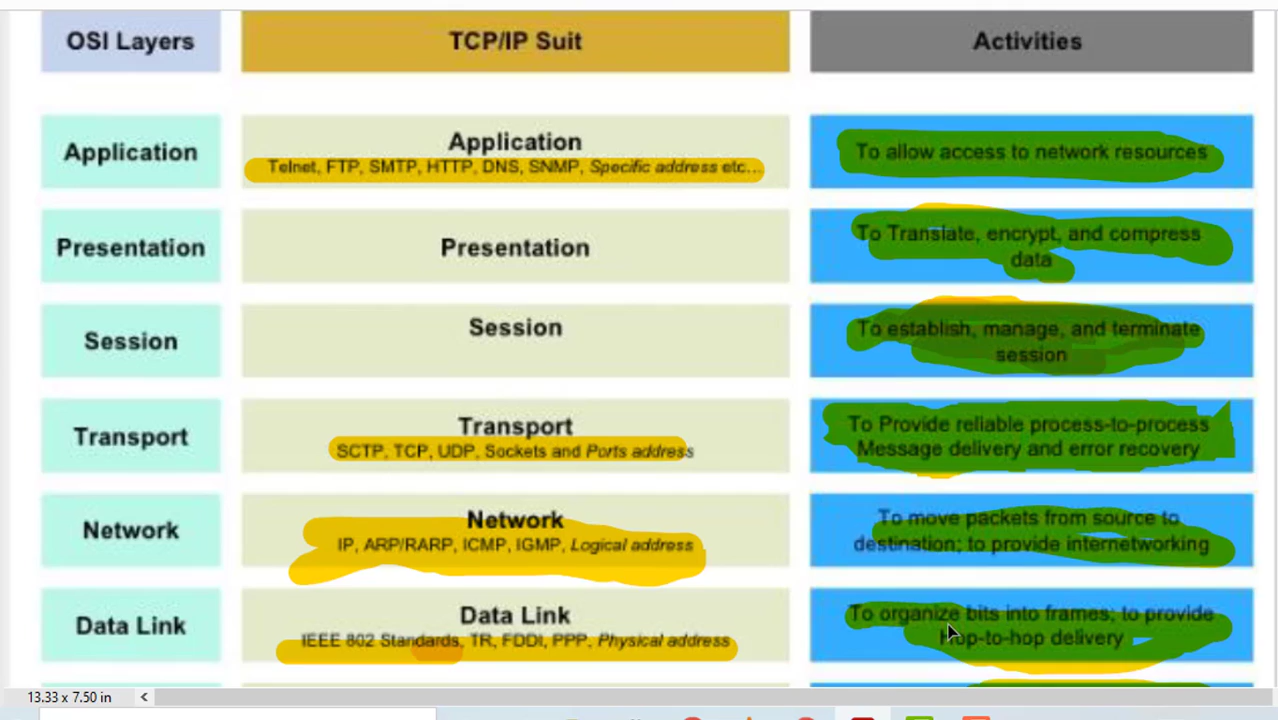 OSI Layers
TCP/IP Suit
Activities
Application
Application
Telnet, FTP, SMTP, HTTP, DNS, SNMP, Specific address etc...
To allow access to network resources
Presentation
Presentation
To Translate, encrypt, and compress
data
Session
Session
To establish, manage, and terminate
session
Transport
Transport
SCTP, TCP, UDP, Sockets and Ports address
To Provide reliable process-to-process
Message delivery and error recovery
Network
Network
IP, ARP/RARP, ICMP, IGMP, Logical address
To move packets from source to
destination; to provide internetworking
Data Link
Data Link
IEEE 802 Standards, TR, FDDI, PPP, Physical address
To organize bits into frames; to provide
Hop-to-hop delivery
13.33 x 7.50 in